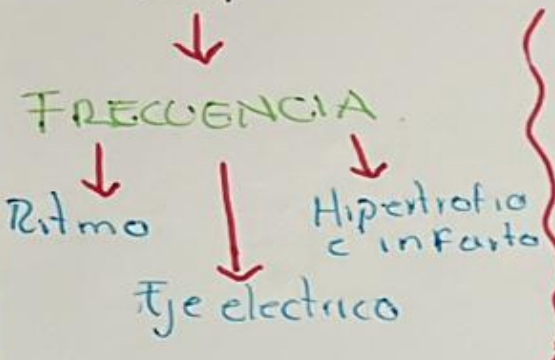 FRECUENCIA
Ritmo
Hipertrofia
e infarto
Eje electrico